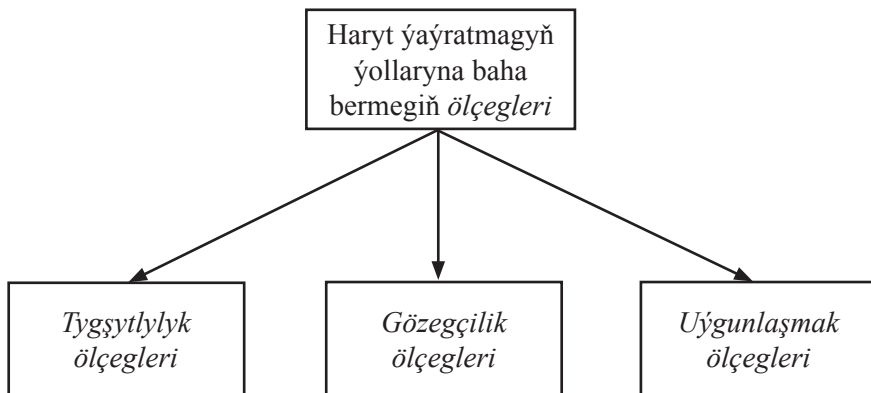 Haryt ýaýratmagyň
ýollaryna baha
bermegiň ölçegleri
Tygşytlylyk
ölçegleri
Gözegçilik
ölçegleri
Uýgunlaşmak
ölçegleri